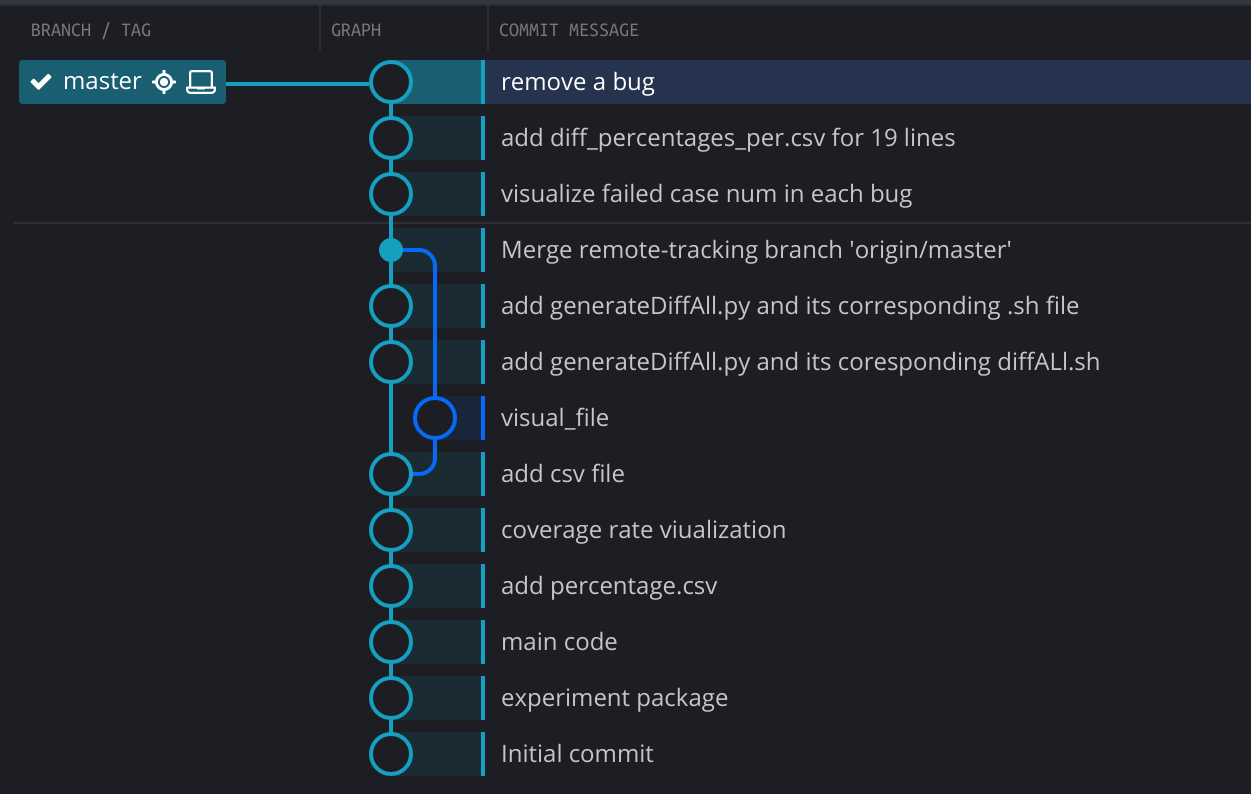 BRANCH / TAG GRAPH COMMIT MESSAGE
master remove a bug
add diff_percentages_per.csv for 19 lines
visualize failed case num in each bug
Merge remote-tracking branch 'origin/master'
add generateDiffAll.py and its corresponding .sh file
add generateDiffAll.py and its coresponding diffALl.sh
visual_file
add csv file
coverage rate viualization
add percentage.csv
main code
experiment package
Initial commit